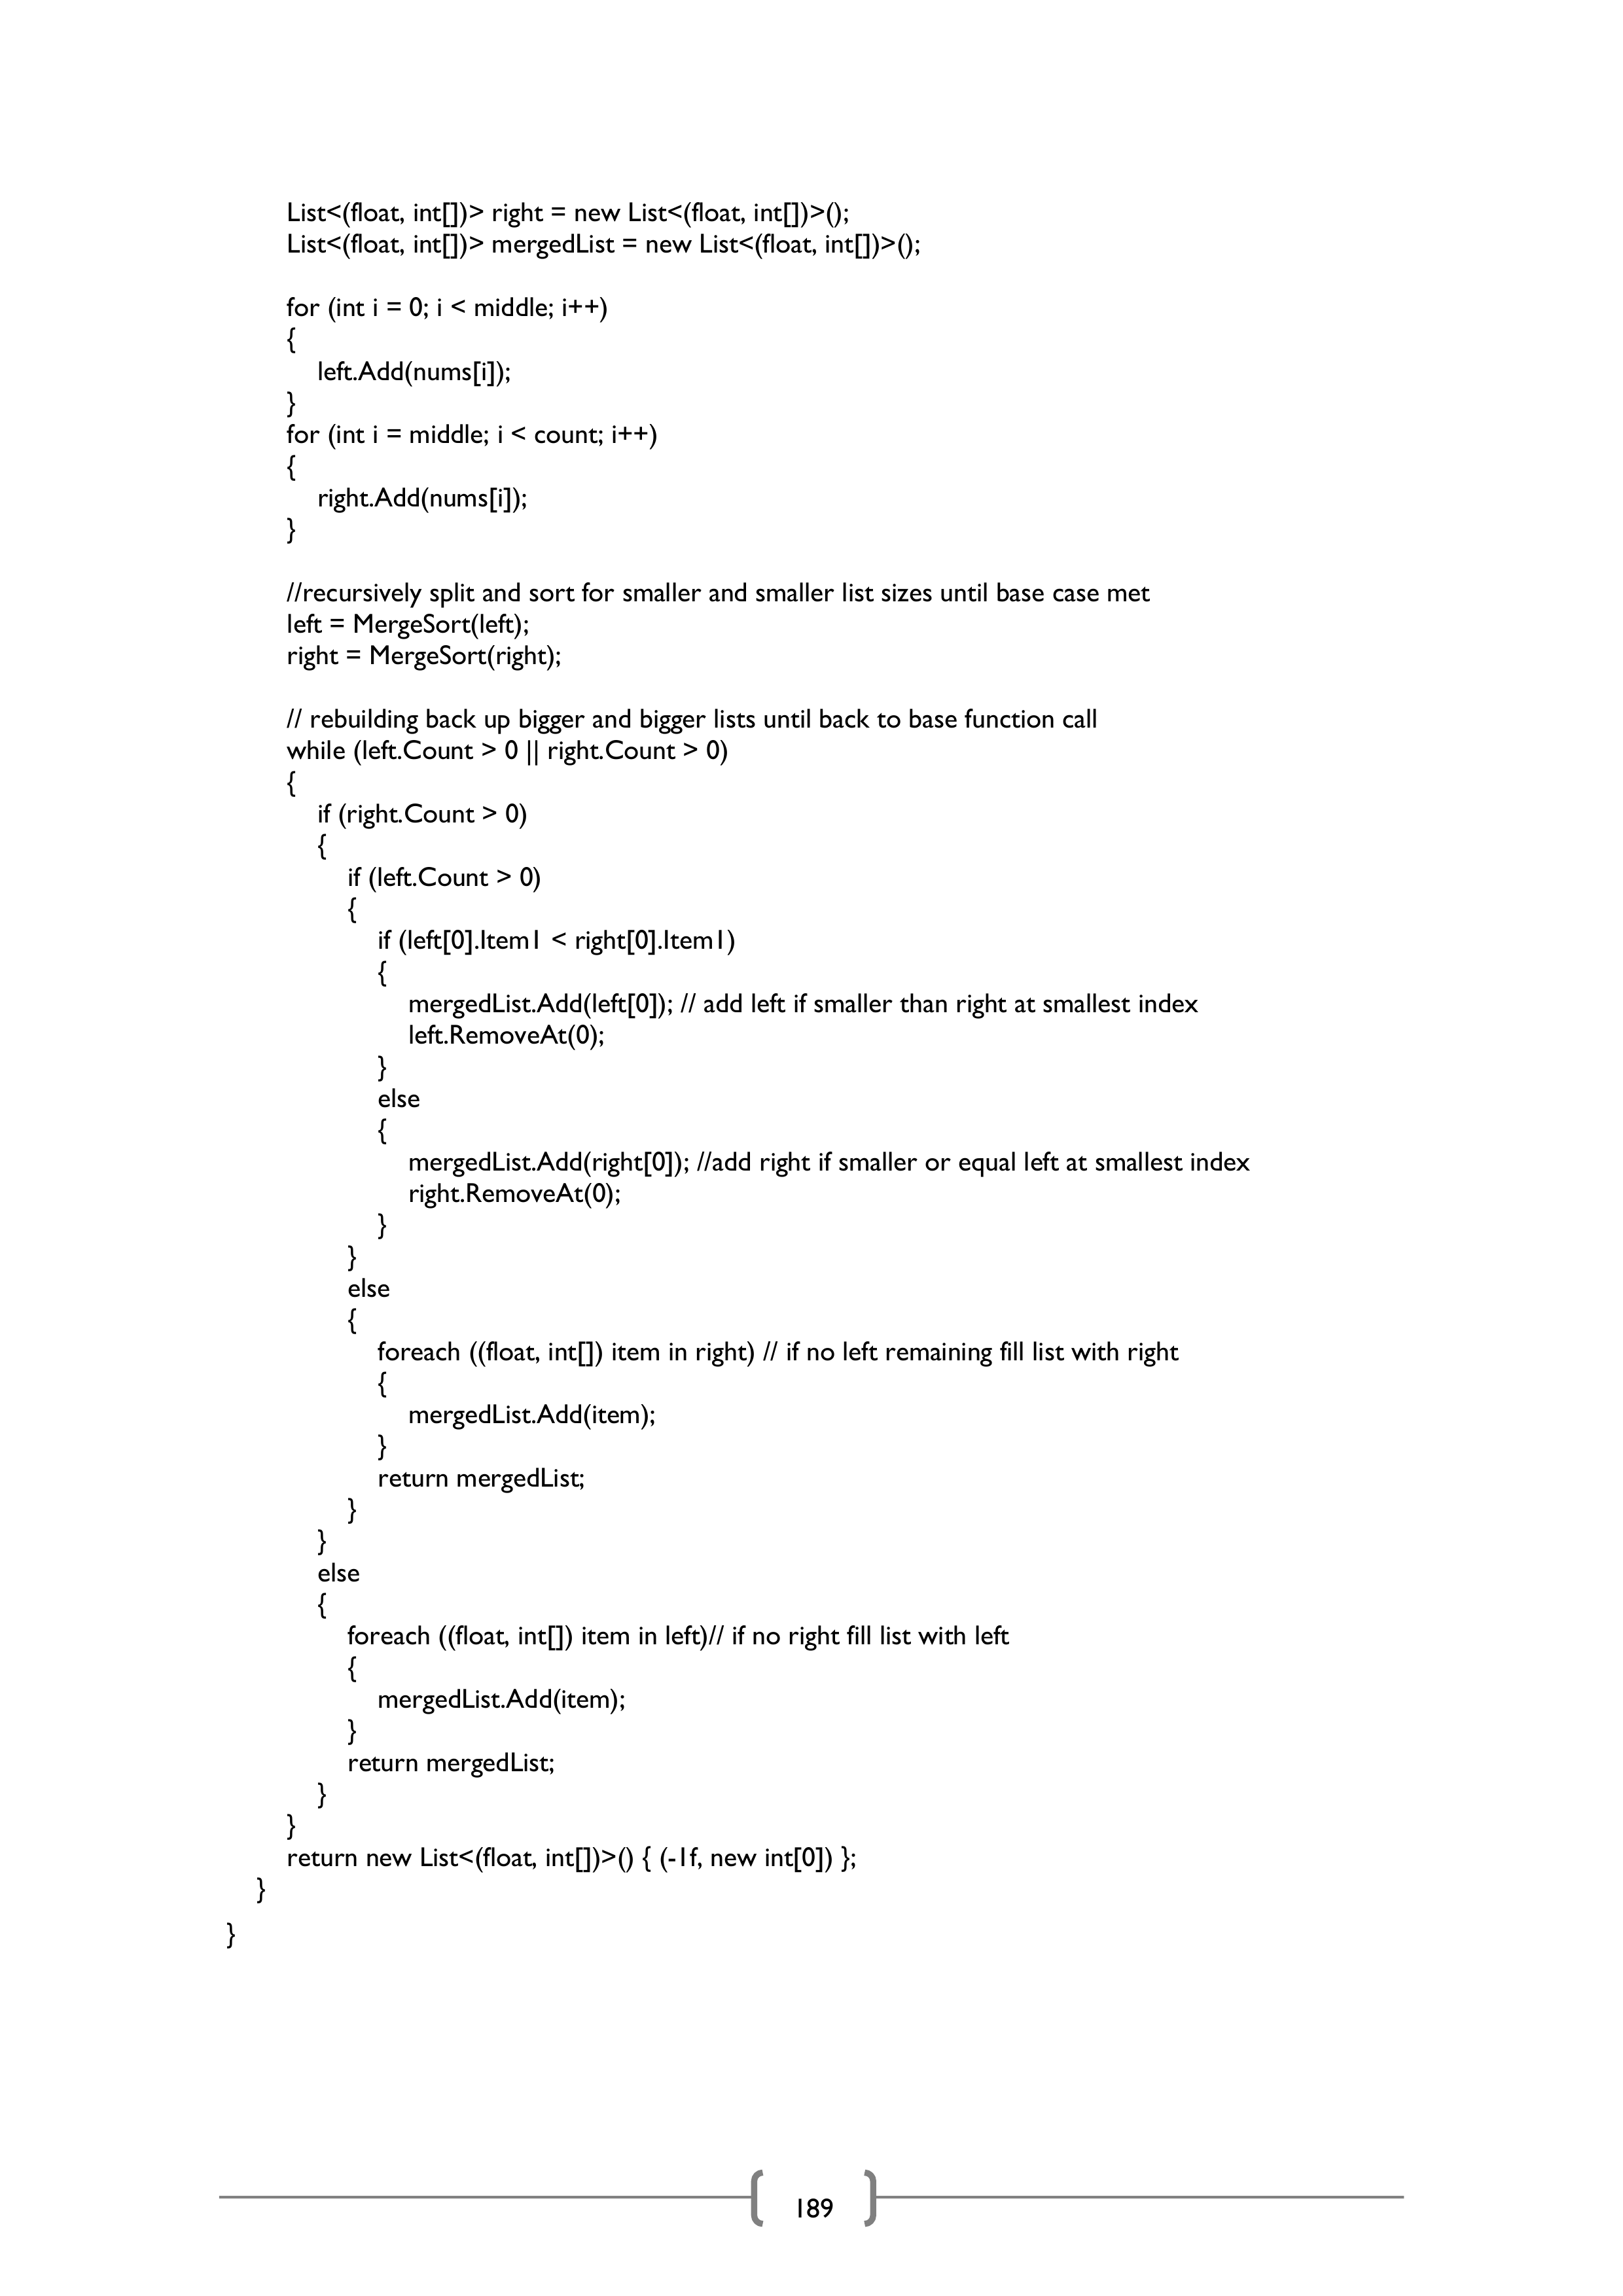 List<(float, int[])> right = new List<(float, int[])>();
List<(float, int[])> mergedList = new List<(float, int[])>();
for (int i = 0; i < middle; i++)
{
left.Add(nums[i]);
}
for (int i = middle; i < count; i++)
{
right.Add(nums[i]);
}
//recursively split and sort for smaller and smaller list sizes until base case met
left = MergeSort(left);
right = MergeSort(right);
// rebuilding back up bigger and bigger lists until back to base function call
while (left.Count > 0 || right.Count > 0)
{
if (right.Count > 0)
{
if (left.Count > 0)
{
if (left[0].Item1 < right[0].Item1)
{
mergedList.Add(left[0]); // add left if smaller than right at smallest index
left.RemoveAt(0);
}
else
{
mergedList.Add(right[0]); //add right if smaller or equal left at smallest index
right.RemoveAt(0);
}
}
else
{
foreach ((float, int[]) item in right) // if no left remaining fill list with right
{
mergedList.Add(item);
}
return mergedList;
}
}
else
{
foreach ((float, int[]) item in left)// if no right fill list with left
{
mergedList.Add(item);
}
return mergedList;
}
}
return new List<(float, int[])>() { (-1f, new int[0]) };
}
}
189